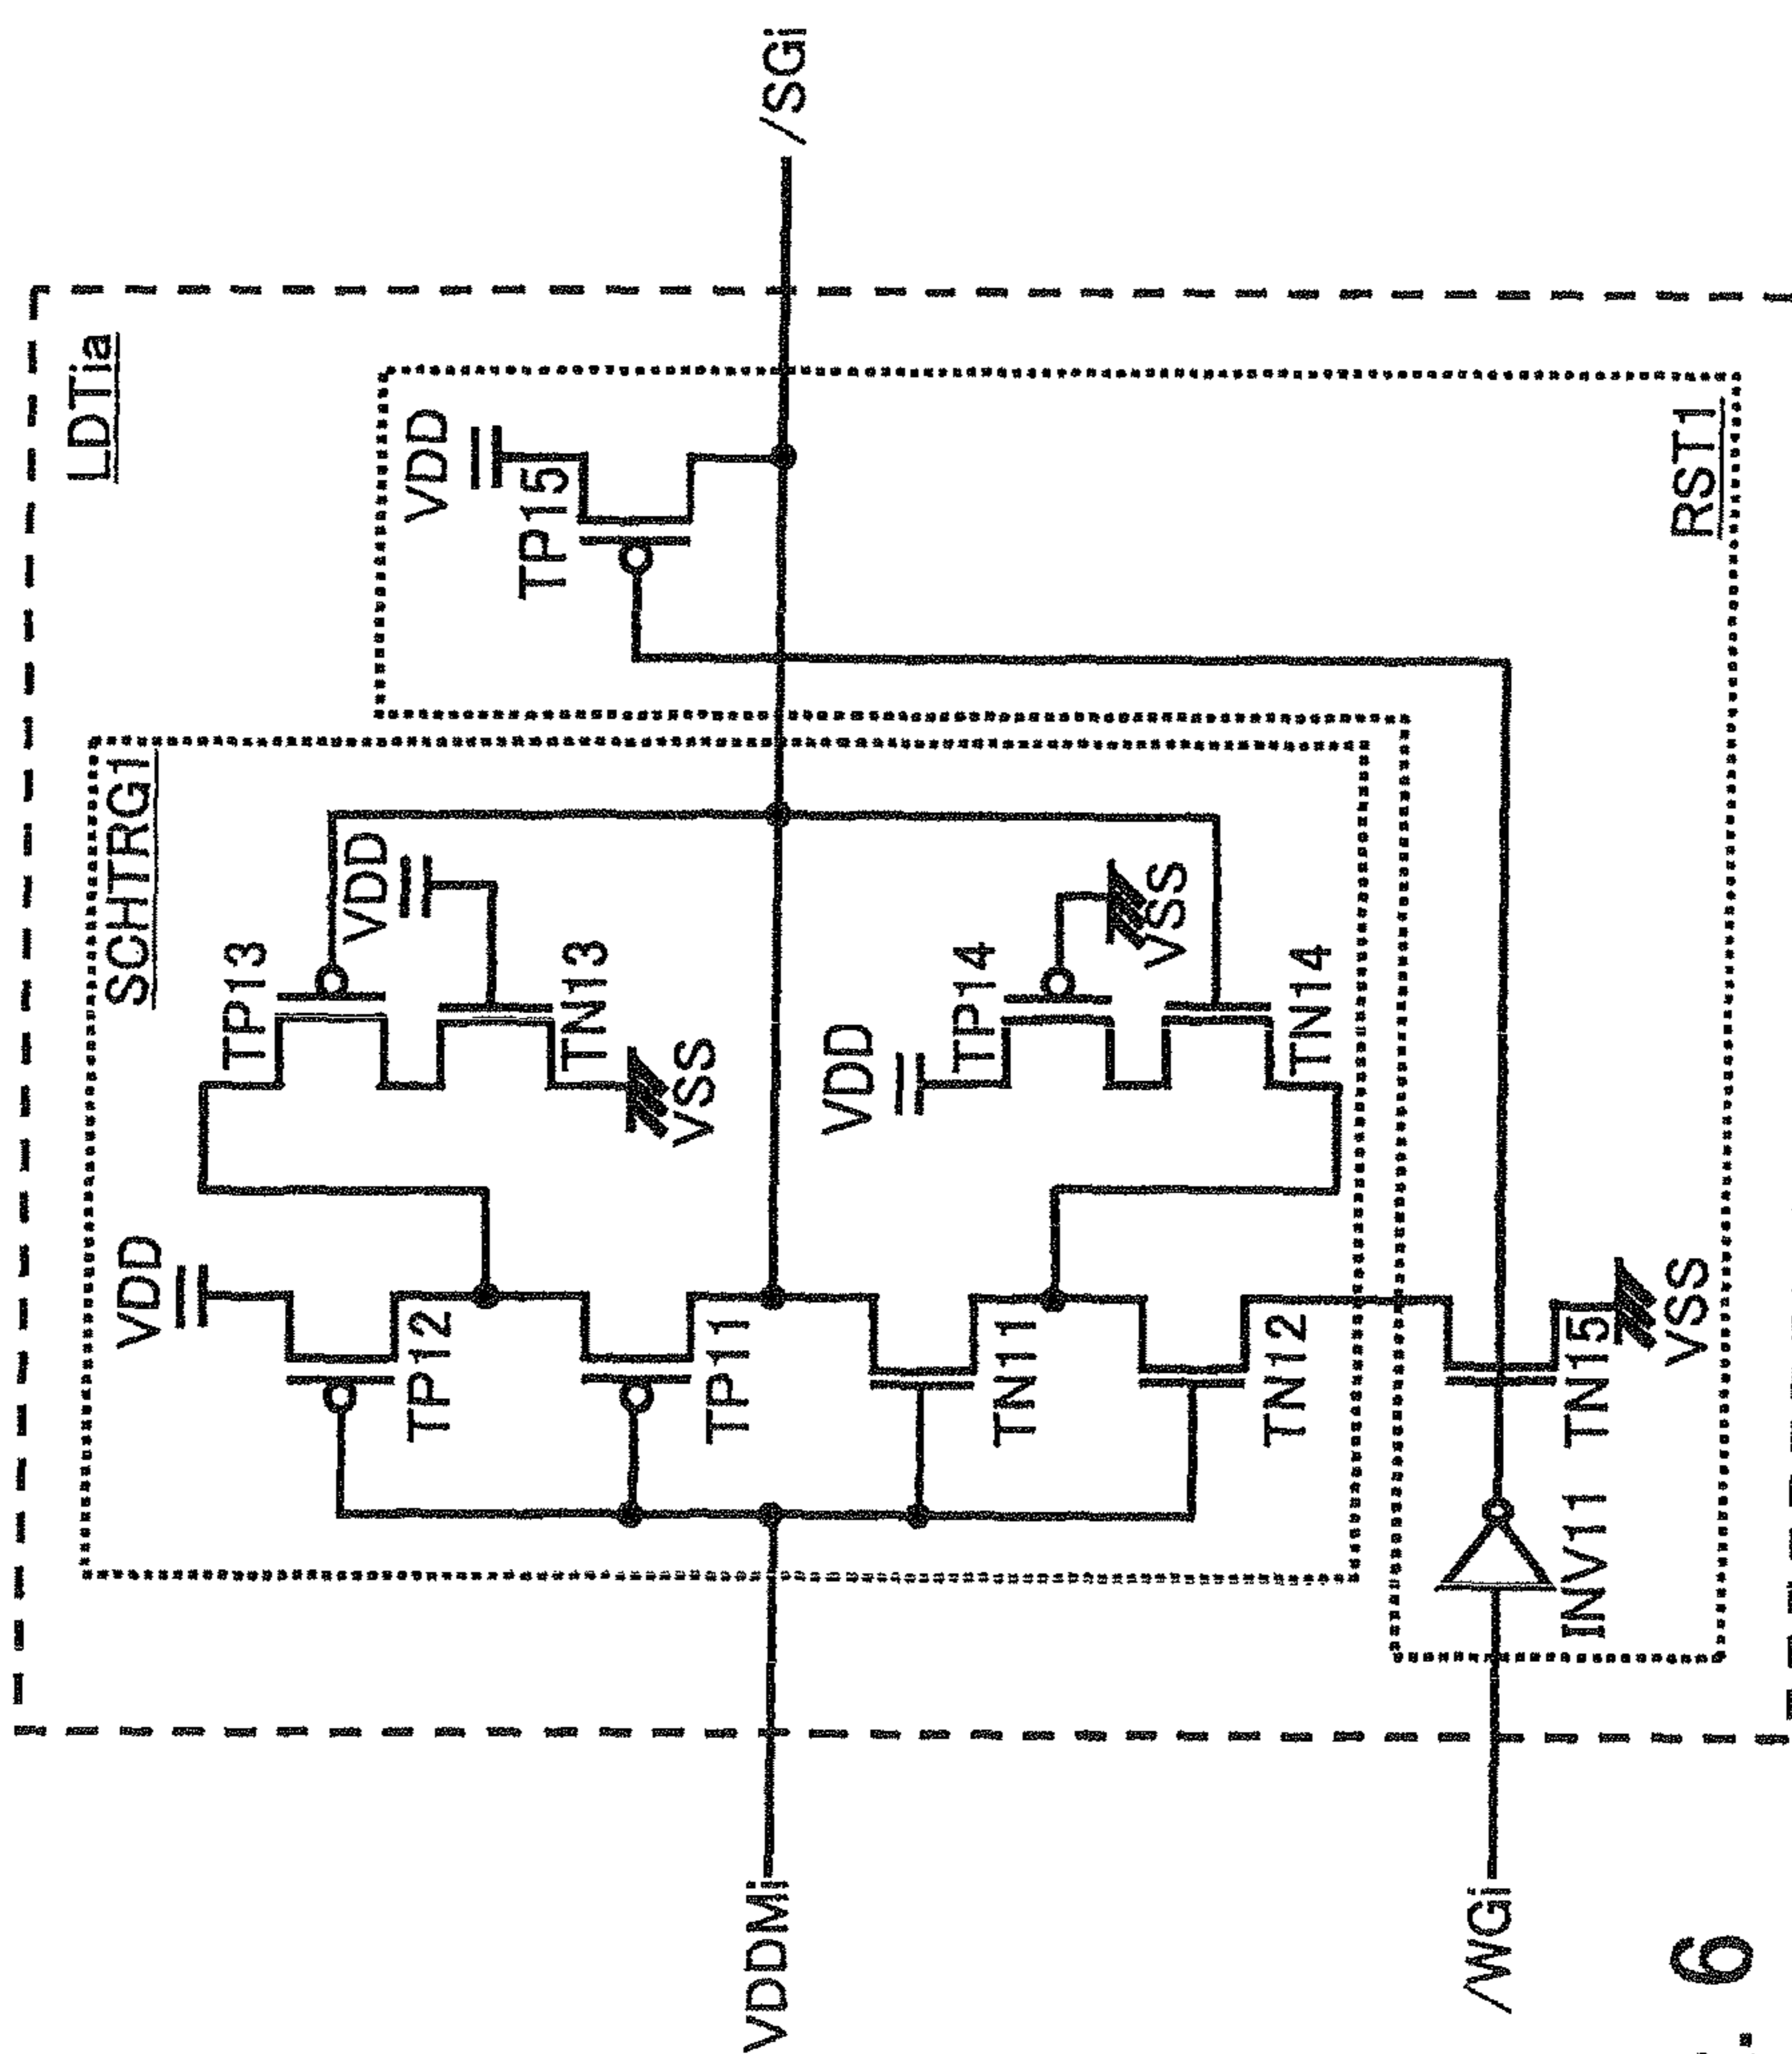 LDTia
SCHTRG1
VDD
TP12
TP13
VDD
TN13
VSS
TP11
VDD
TP15
/SGi
VDDMi
TN11
VDD
TP14
VSS
TN12
TN14
RST1
/WGi
INV11
TN15
VSS
6